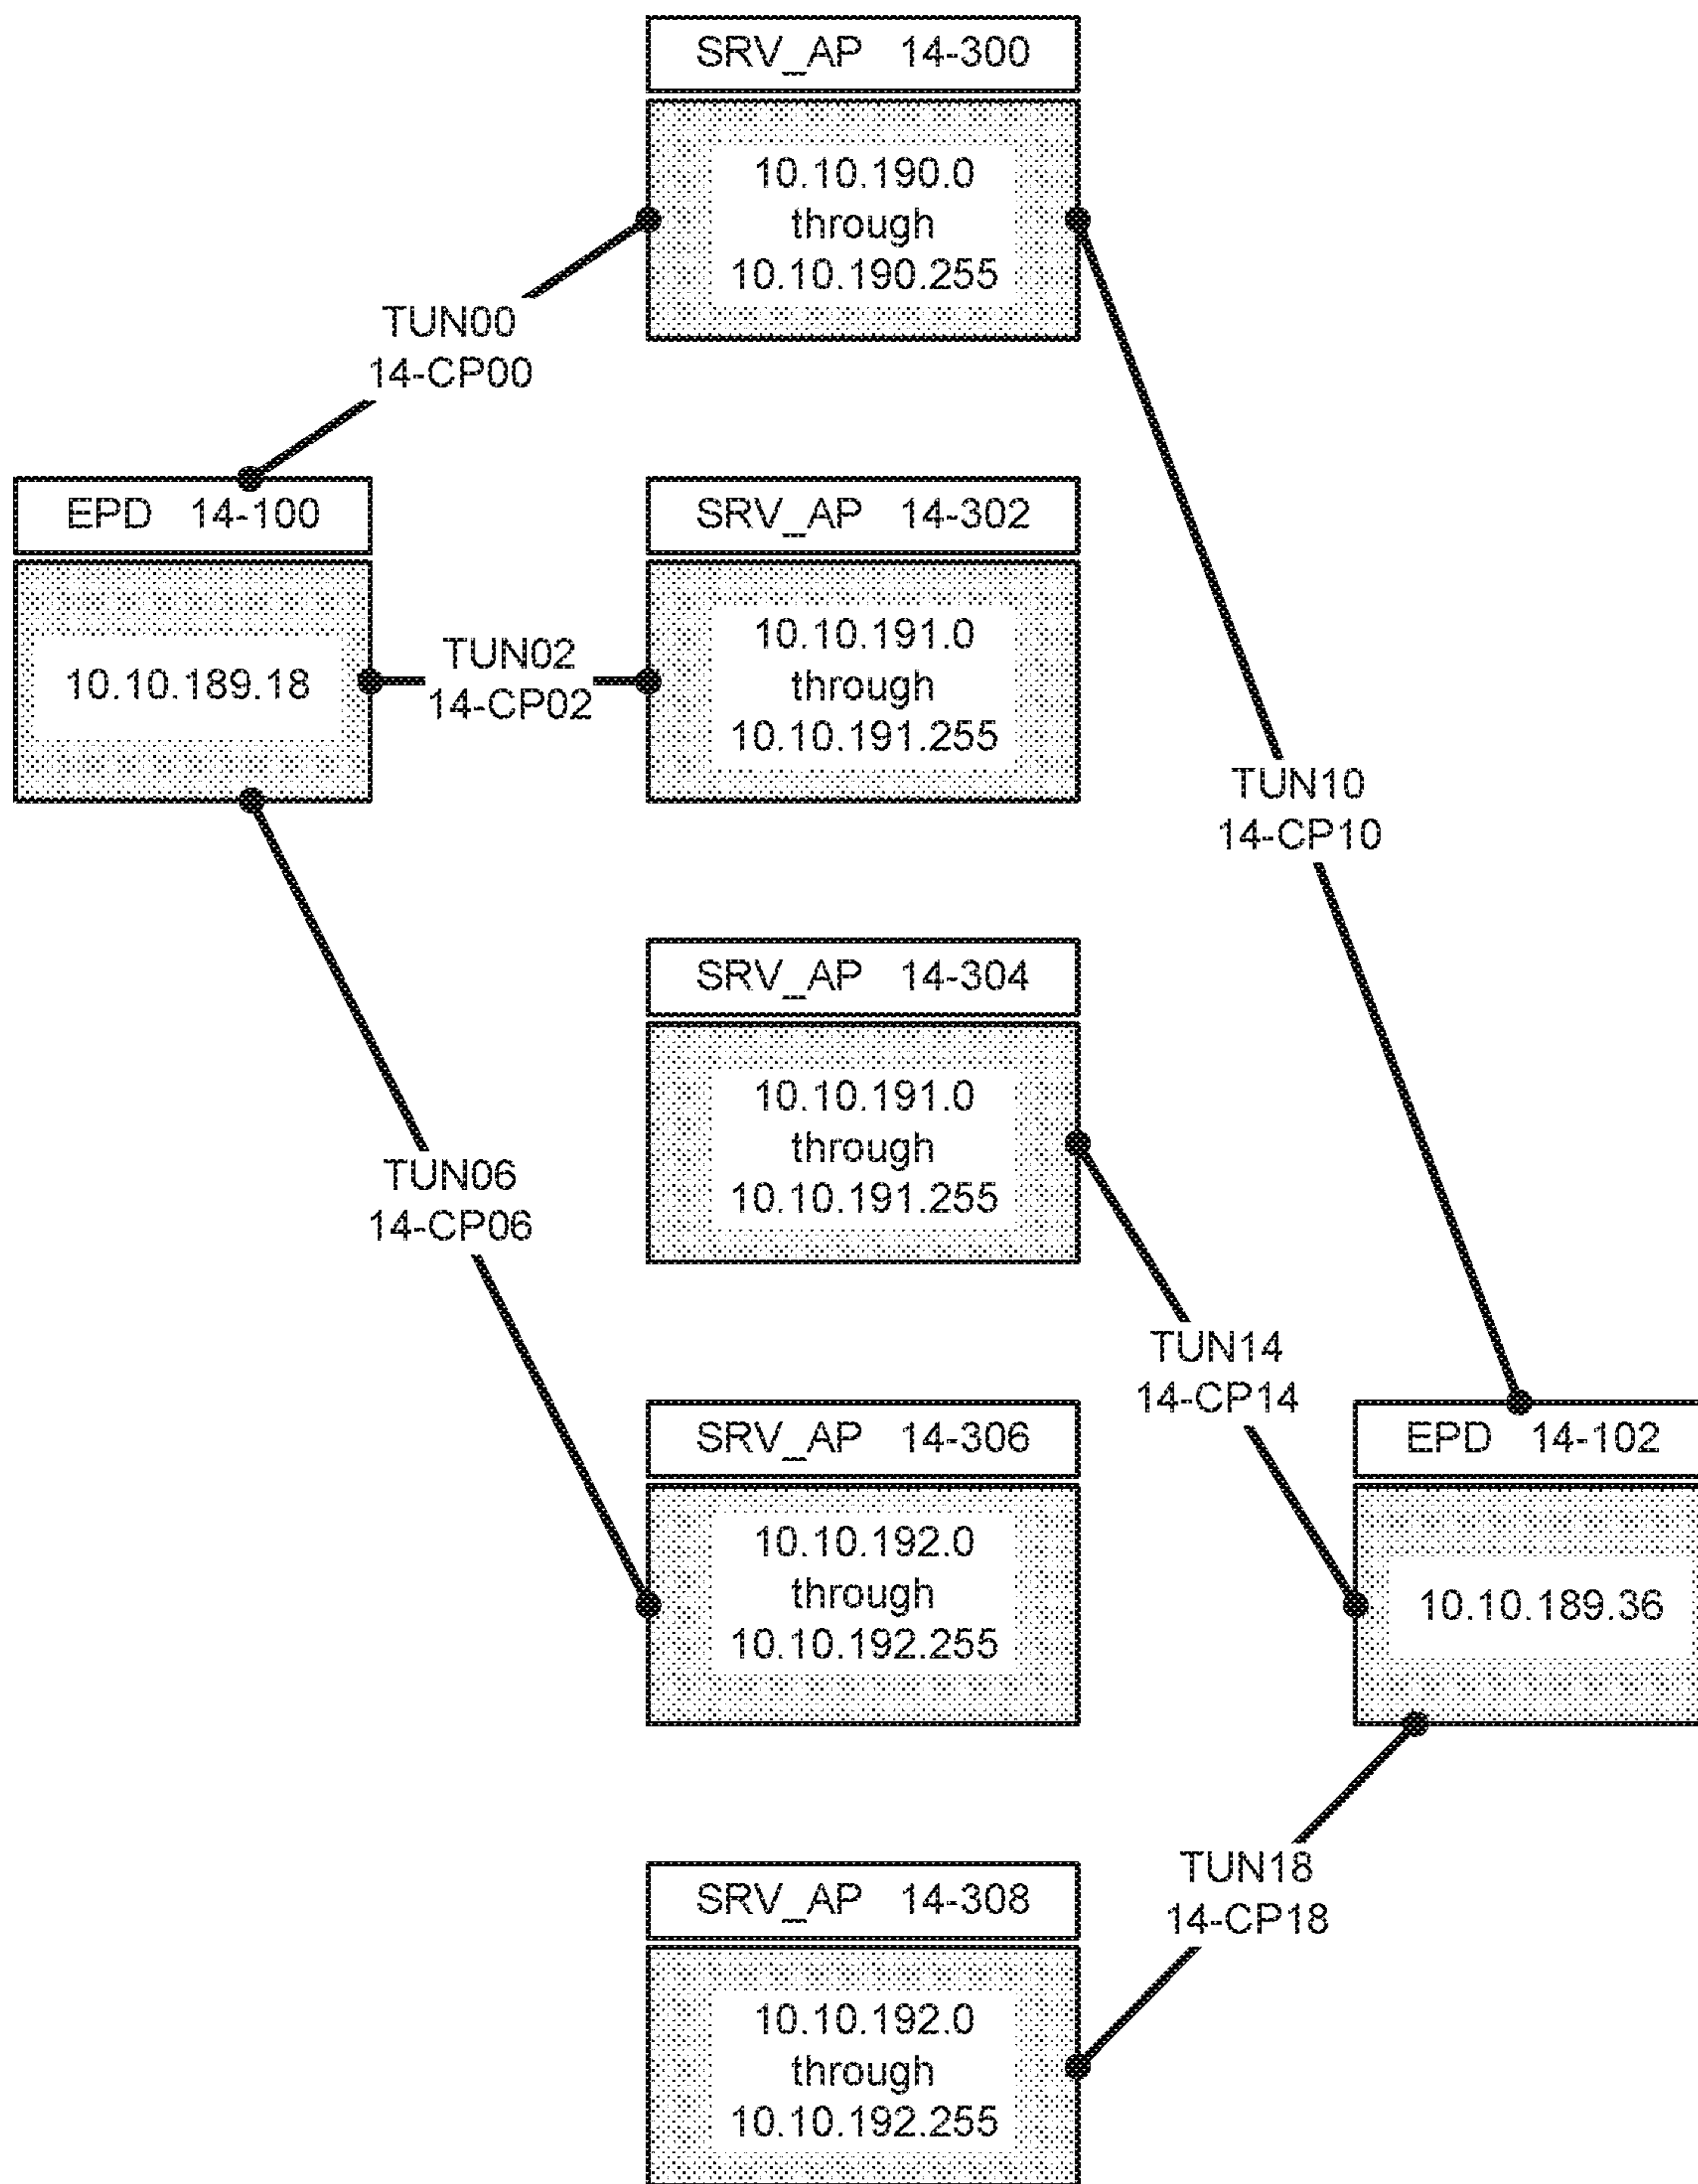 SRV_AP 14-300
10.10.190.0
through
10.10.190.255
TUN00
14-CP00
EPD 14-100
10.10.189.18
TUN02
14-CP02
SRV_AP 14-302
10.10.191.0
through
10.10.191.255
TUN10
14-CP10
SRV_AP 14-304
10.10.191.0
through
10.10.191.255
TUN06
14-CP06
TUN14
14-CP14
SRV_AP 14-306
10.10.192.0
through
10.10.192.255
EPD 14-102
10.10.189.36
TUN18
14-CP18
SRV_AP 14-308
10.10.192.0
through
10.10.192.255